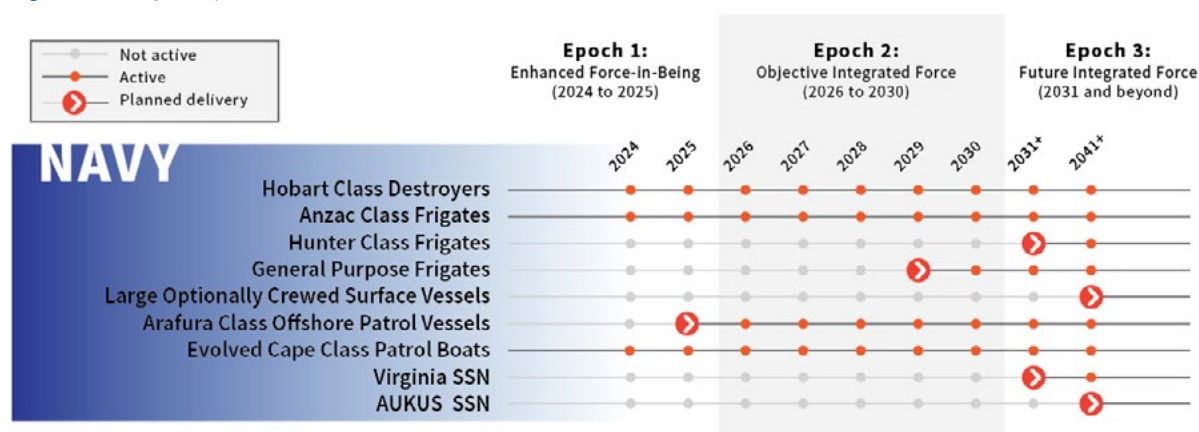 Not active
Active
Planned delivery
Epoch 1:
Enhanced Force-in-Being
(2024 to 2025)
Epoch 2:
Objective Integrated Force
(2026 to 2030)
Epoch 3:
Future Integrated Force
(2031 and beyond)
NAVY
2024 2025 2026 2027 2028 2029 2030 2031+ 2041+
Hobart Class Destroyers
Anzac Class Frigates
Hunter Class Frigates
General Purpose Frigates
Large Optionally Crewed Surface Vessels
Arafura Class Offshore Patrol Vessels
Evolved Cape Class Patrol Boats
Virginia SSN
AUKUS SSN